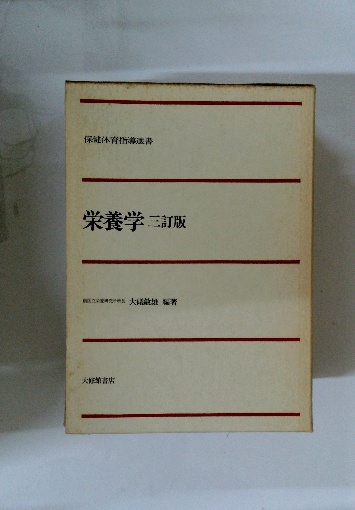 保健体育指導選書
栄養学 三訂版
大礒敏雄 編著
大修館書店